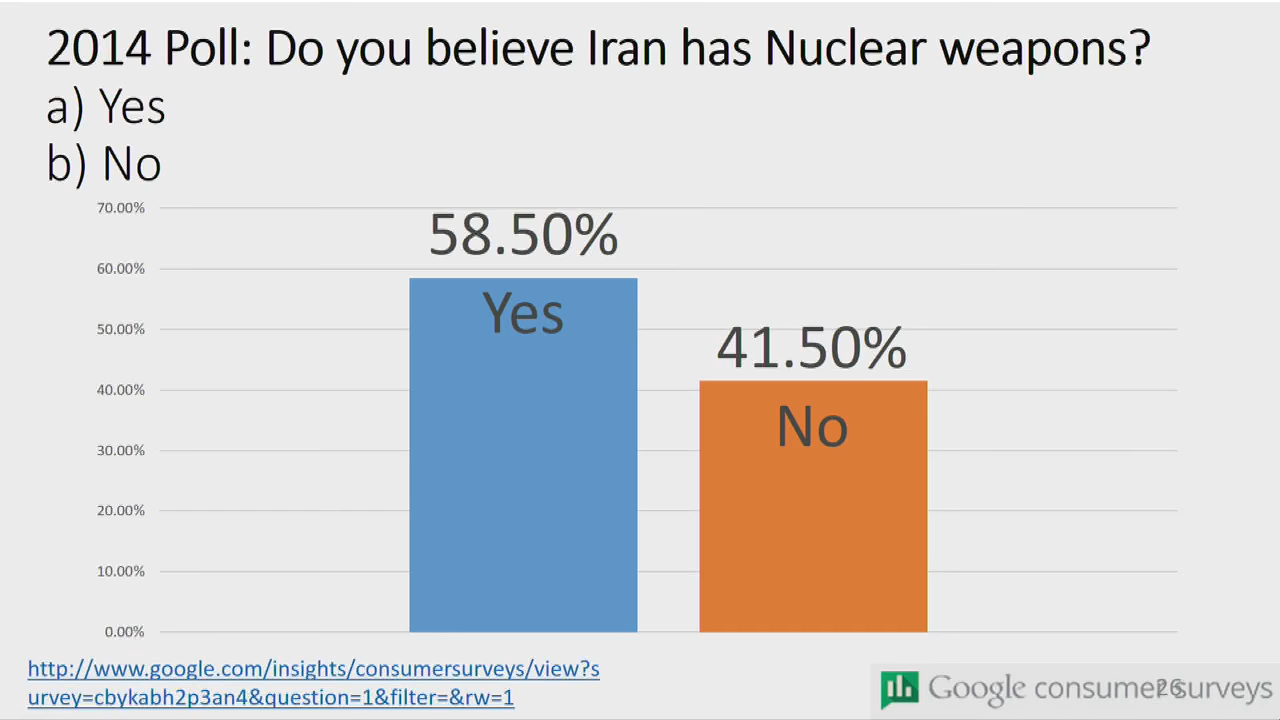 2014 Poll: Do you believe Iran has Nuclear weapons?
a) Yes
b) No
70.00%
60.00%
50.00%
40.00%
30.00%
20.00%
10.00%
0.00%
58.50%
Yes
41.50%
No
http://www.google.com/insights/consumersurveys/view?s
urvey=cbykabh2p3an4&question=1&filter=&rw=1
Google consumer surveys
26